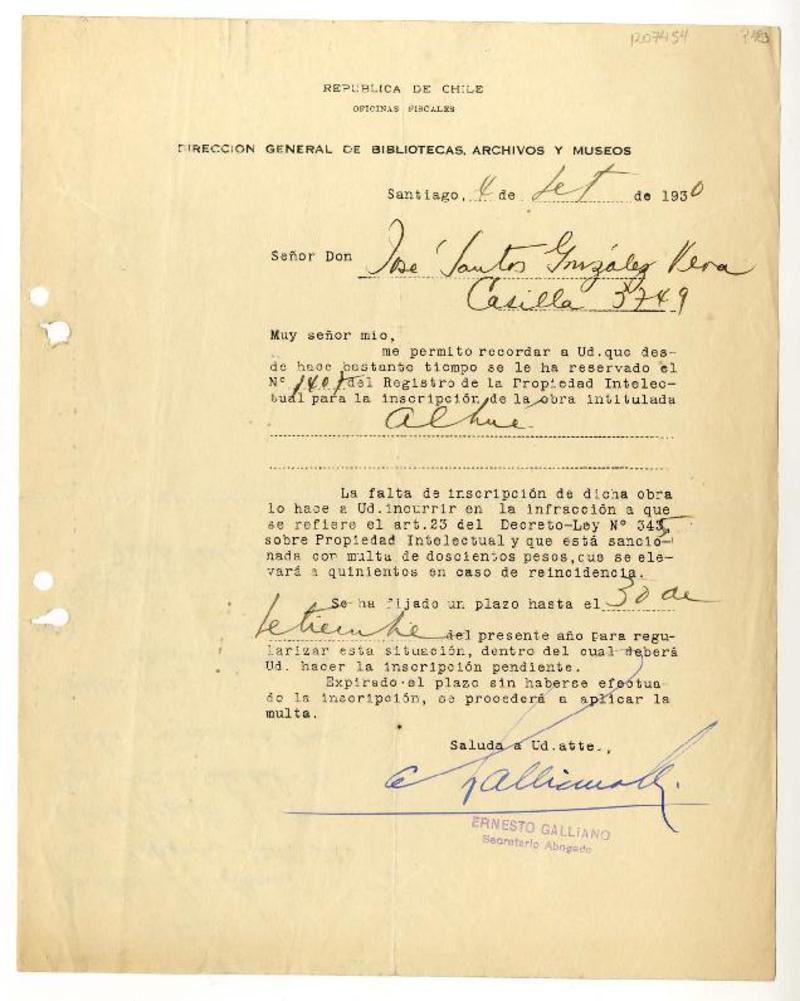 1207454
REPUBLICA DE CHILE
OFICINAS FISCALES
DIRECCION GENERAL DE BIBLIOTECAS, ARCHIVOS Y MUSEOS
Santiago, 4 de Set de 1930
Señor Don José Santos González Vera
Casilla 3749
Muy señor mio,
me permito recordar a Ud.que des-
de hace bastante tiempo se le ha reservado el
Nº 1401 del Registro de la Propiedad Intelec-
tual para la inscripción de la obra intitulada
Alhué
La falta de inscripción de dicha obra
lo hace a Ud.incurrir en la infracción a que
se refiere el art.23 del Decreto-Ley Nº 345,
sobre Propiedad Intelectual y que está sancio-
nada con multa de doscientos pesos,que se ele-
vará a quinientos en caso de reincidencia.
Se ha fijado un plazo hasta el 30 de
Setiembre del presente año para regu-
larizar esta situación, dentro del cual deberá
Ud. hacer la inscripción pendiente.
Expirado el plazo sin haberse efectua
do la inscripción, se procederá a aplicar la
multa.
Saluda a Ud.atte.,
ERNESTO GALLIANO
Secretario Abogado